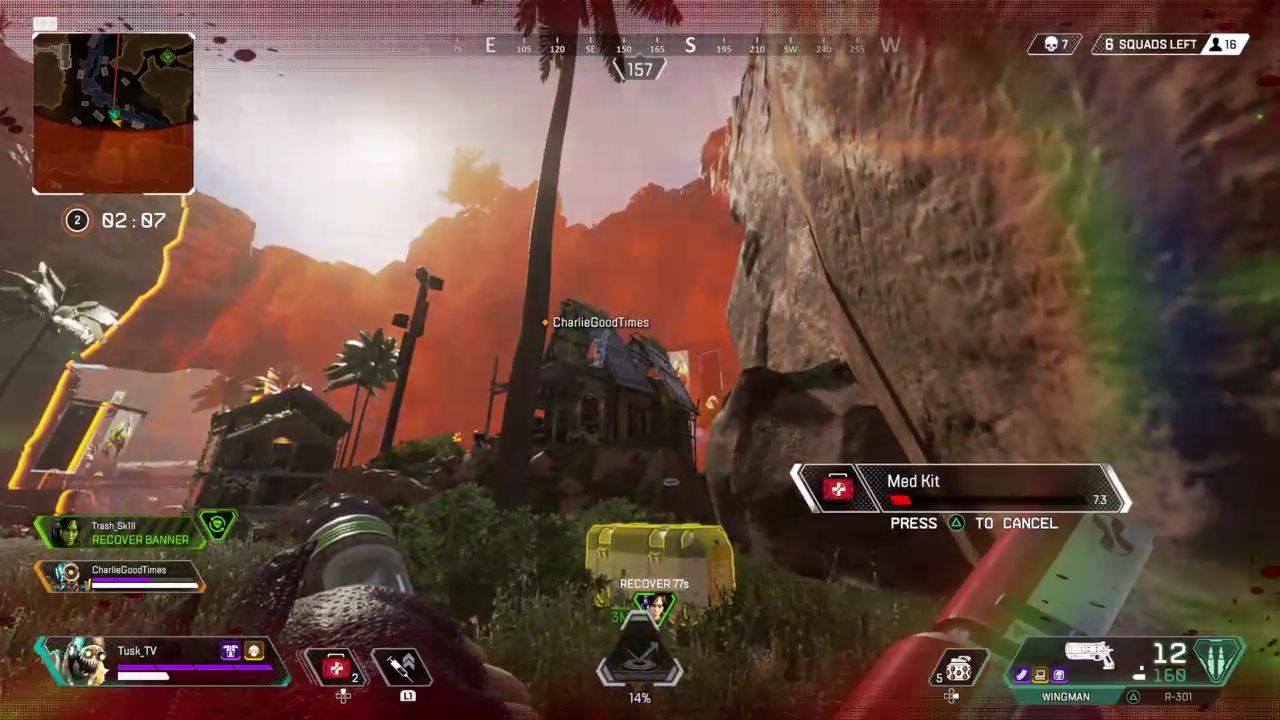 75 E 105 120 SE 150 165 S 195 210 SW 240 255 W
157
7
6 SQUADS LEFT 16
2 02:07
CharlieGoodTimes
Med Kit
7.3
PRESS TO CANCEL
Trash_Sk1ll
RECOVER BANNER
CharlieGoodTimes
RECOVER 77s
Tusk_TV
2
L1
14%
5
12
160
WINGMAN
R-301